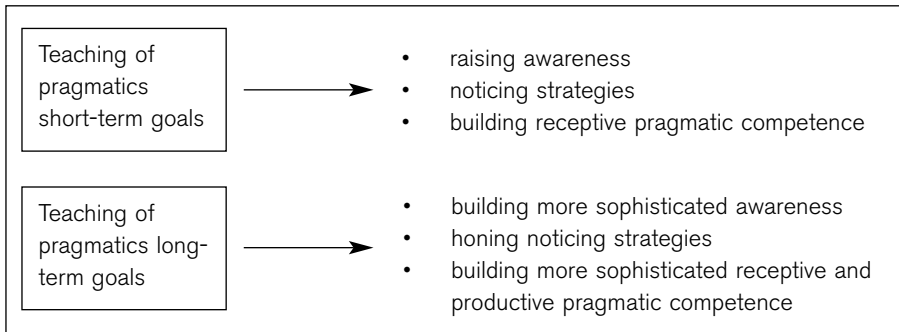 Teaching of
pragmatics
short-term goals
• raising awareness
• noticing strategies
• building receptive pragmatic competence
Teaching of
pragmatics long-
term goals
• building more sophisticated awareness
• honing noticing strategies
• building more sophisticated receptive and
productive pragmatic competence